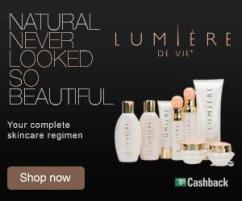 NATURAL
NEVER
LOOKED
SO
BEAUTIFUL
LUMIÈRE
DE VIE®
Your complete
skincare regimen
Shop now
Cashback